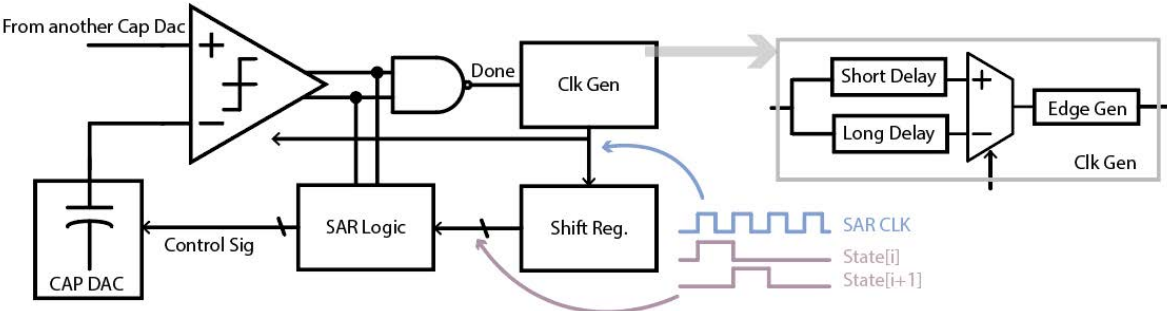 From another Cap Dac
+
−
Done
Clk Gen
Short Delay
Long Delay
+
−
Edge Gen
Clk Gen
CAP DAC
Control Sig
SAR Logic
Shift Reg.
SAR CLK
State[i]
State[i+1]